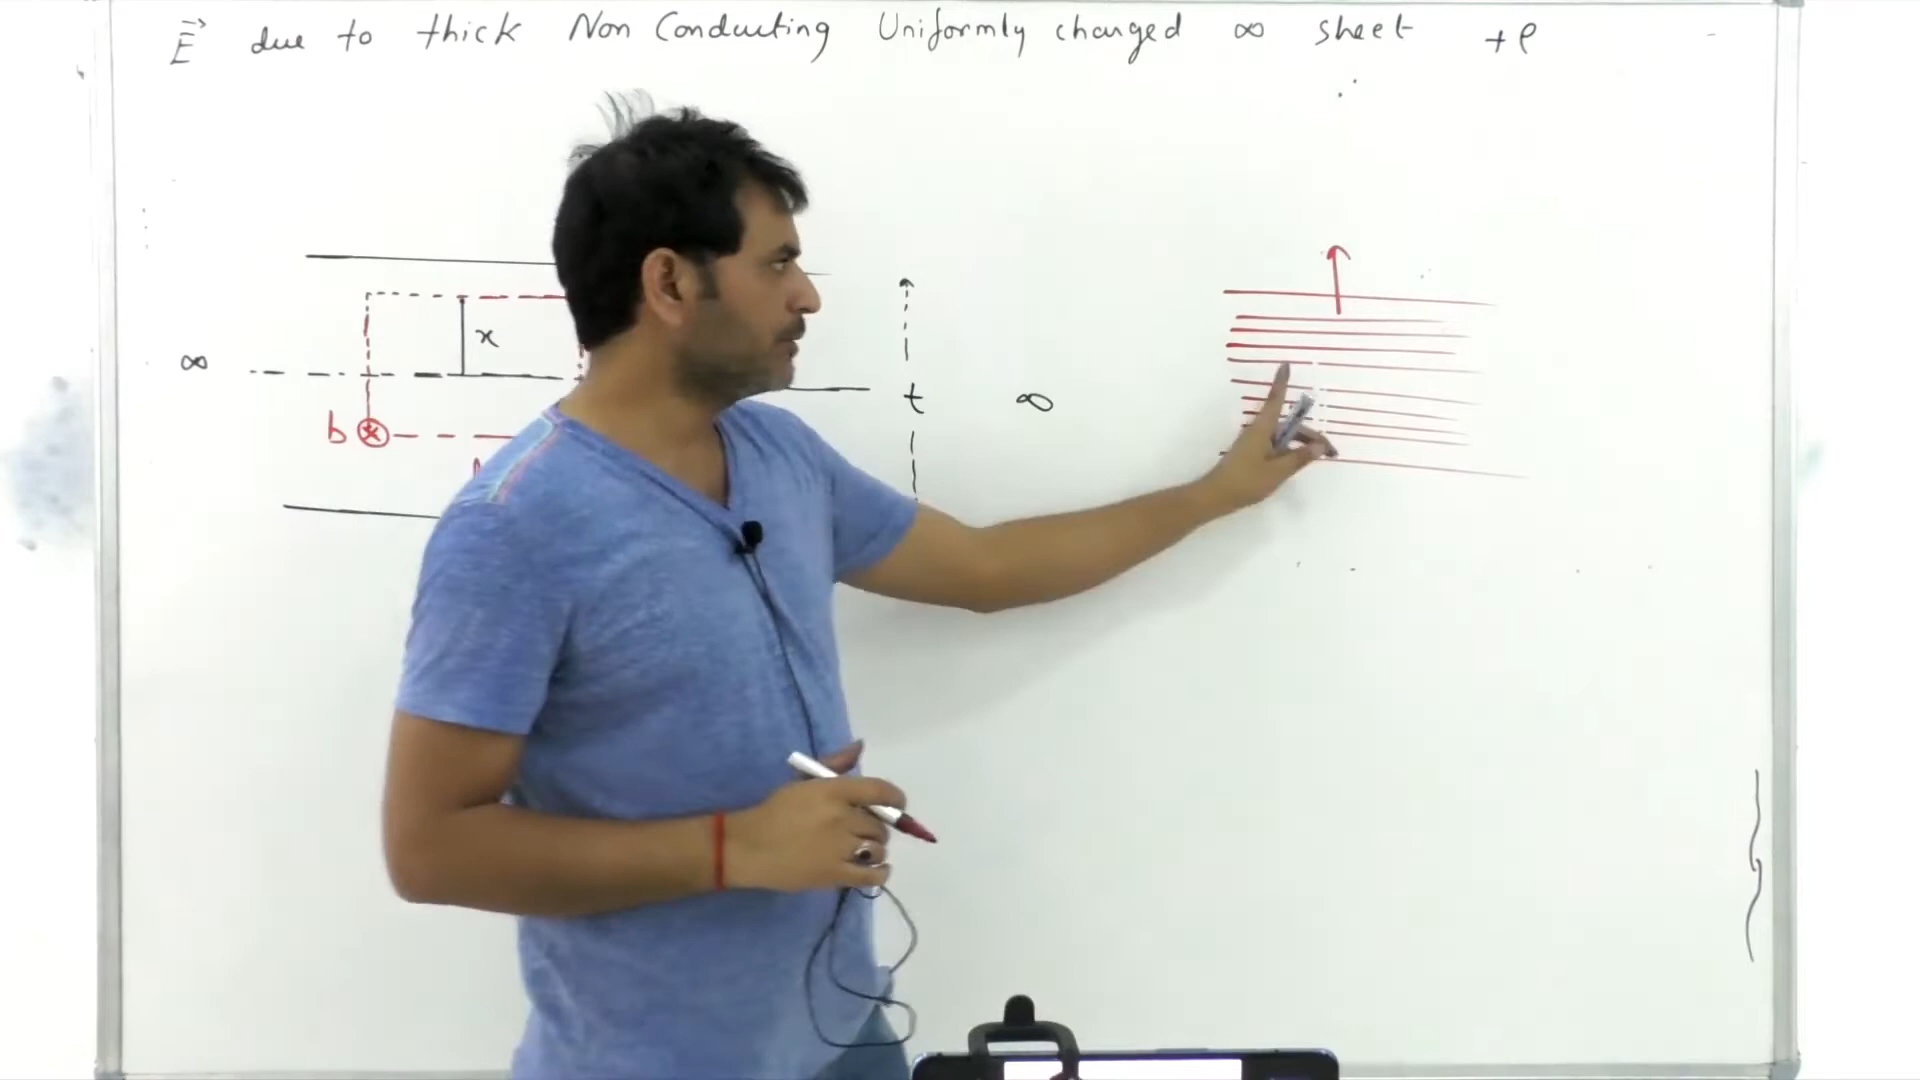 E due to thick Non Conducting Uniformly charged ∞ sheet +ρ
x
∞
t
∞
b